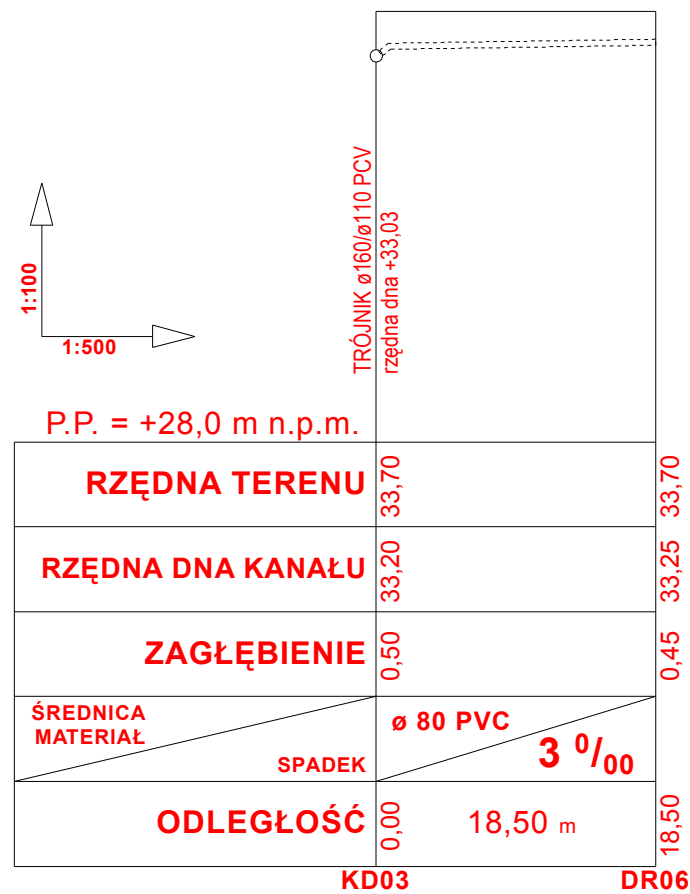 TRÓJNIK ø160/ø110 PCV
rzędna dna +33,03
1:100
1:500
P.P. = +28,0 m n.p.m.
RZĘDNA TERENU 33,70 33,70
RZĘDNA DNA KANAŁU 33,20 33,25
ZAGŁĘBIENIE 0,50 0,45
ŚREDNICA
MATERIAŁ
SPADEK
ø 80 PVC
3 ⁰/₀₀
ODLEGŁOŚĆ 0,00 18,50 m 18,50
KD03 DR06